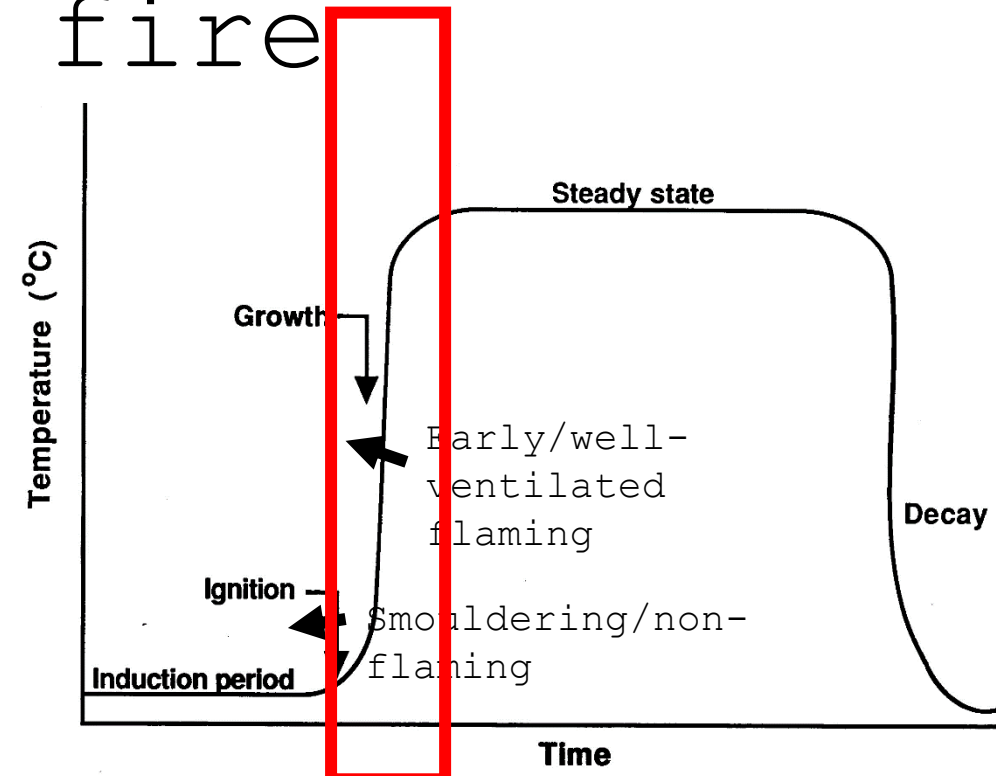 fire
Steady state
Temperature (°C)
Growth
Early/well-
ventilated
flaming
Decay
Ignition
Smouldering/non-
flaming
Induction period
Time